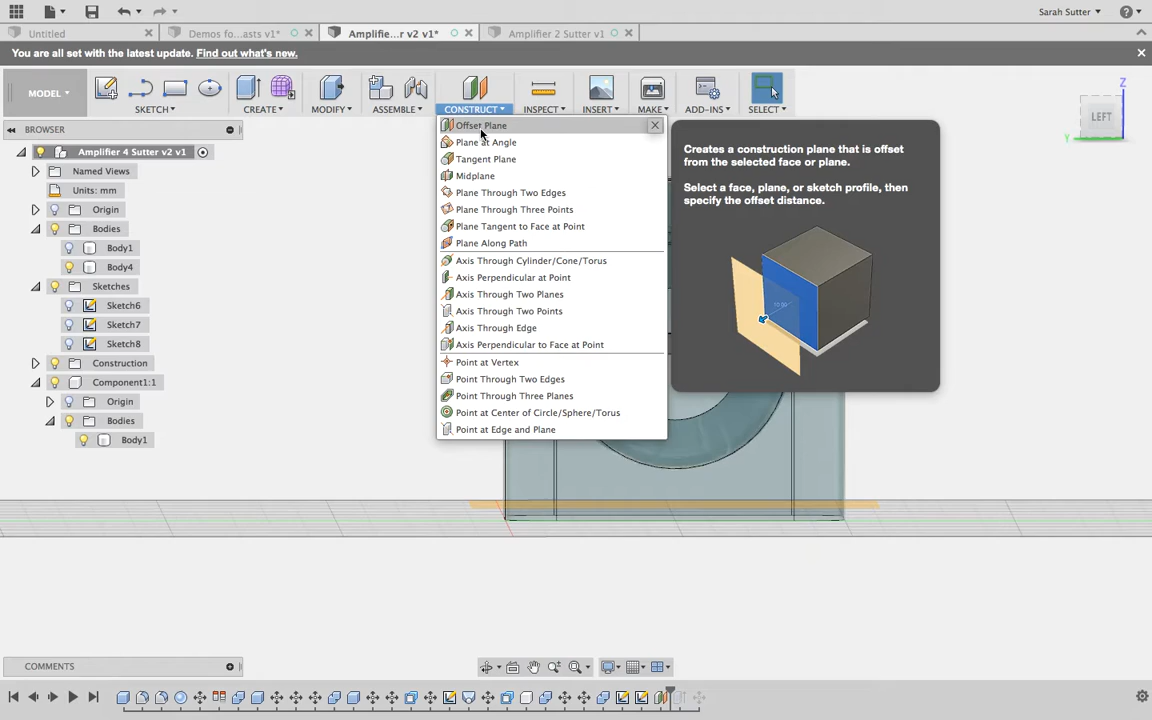 Sarah Sutter
Untitled
Demos fo...asts v1*
Amplifie...r v2 v1*
Amplifier 2 Sutter v1
You are all set with the latest update. Find out what's new.
MODEL
SKETCH
CREATE
MODIFY
ASSEMBLE
CONSTRUCT
INSPECT
INSERT
MAKE
ADD-INS
SELECT
BROWSER
Amplifier 4 Sutter v2 v1
Named Views
Units: mm
Origin
Bodies
Body1
Body4
Sketches
Sketch6
Sketch7
Sketch8
Construction
Component1:1
Origin
Bodies
Body1
Offset Plane
Plane at Angle
Tangent Plane
Midplane
Plane Through Two Edges
Plane Through Three Points
Plane Tangent to Face at Point
Plane Along Path
Axis Through Cylinder/Cone/Torus
Axis Perpendicular at Point
Axis Through Two Planes
Axis Through Two Points
Axis Through Edge
Axis Perpendicular to Face at Point
Point at Vertex
Point Through Two Edges
Point Through Three Planes
Point at Center of Circle/Sphere/Torus
Point at Edge and Plane
Creates a construction plane that is offset
from the selected face or plane.
Select a face, plane, or sketch profile, then
specify the offset distance.
Z
LEFT
Y
COMMENTS